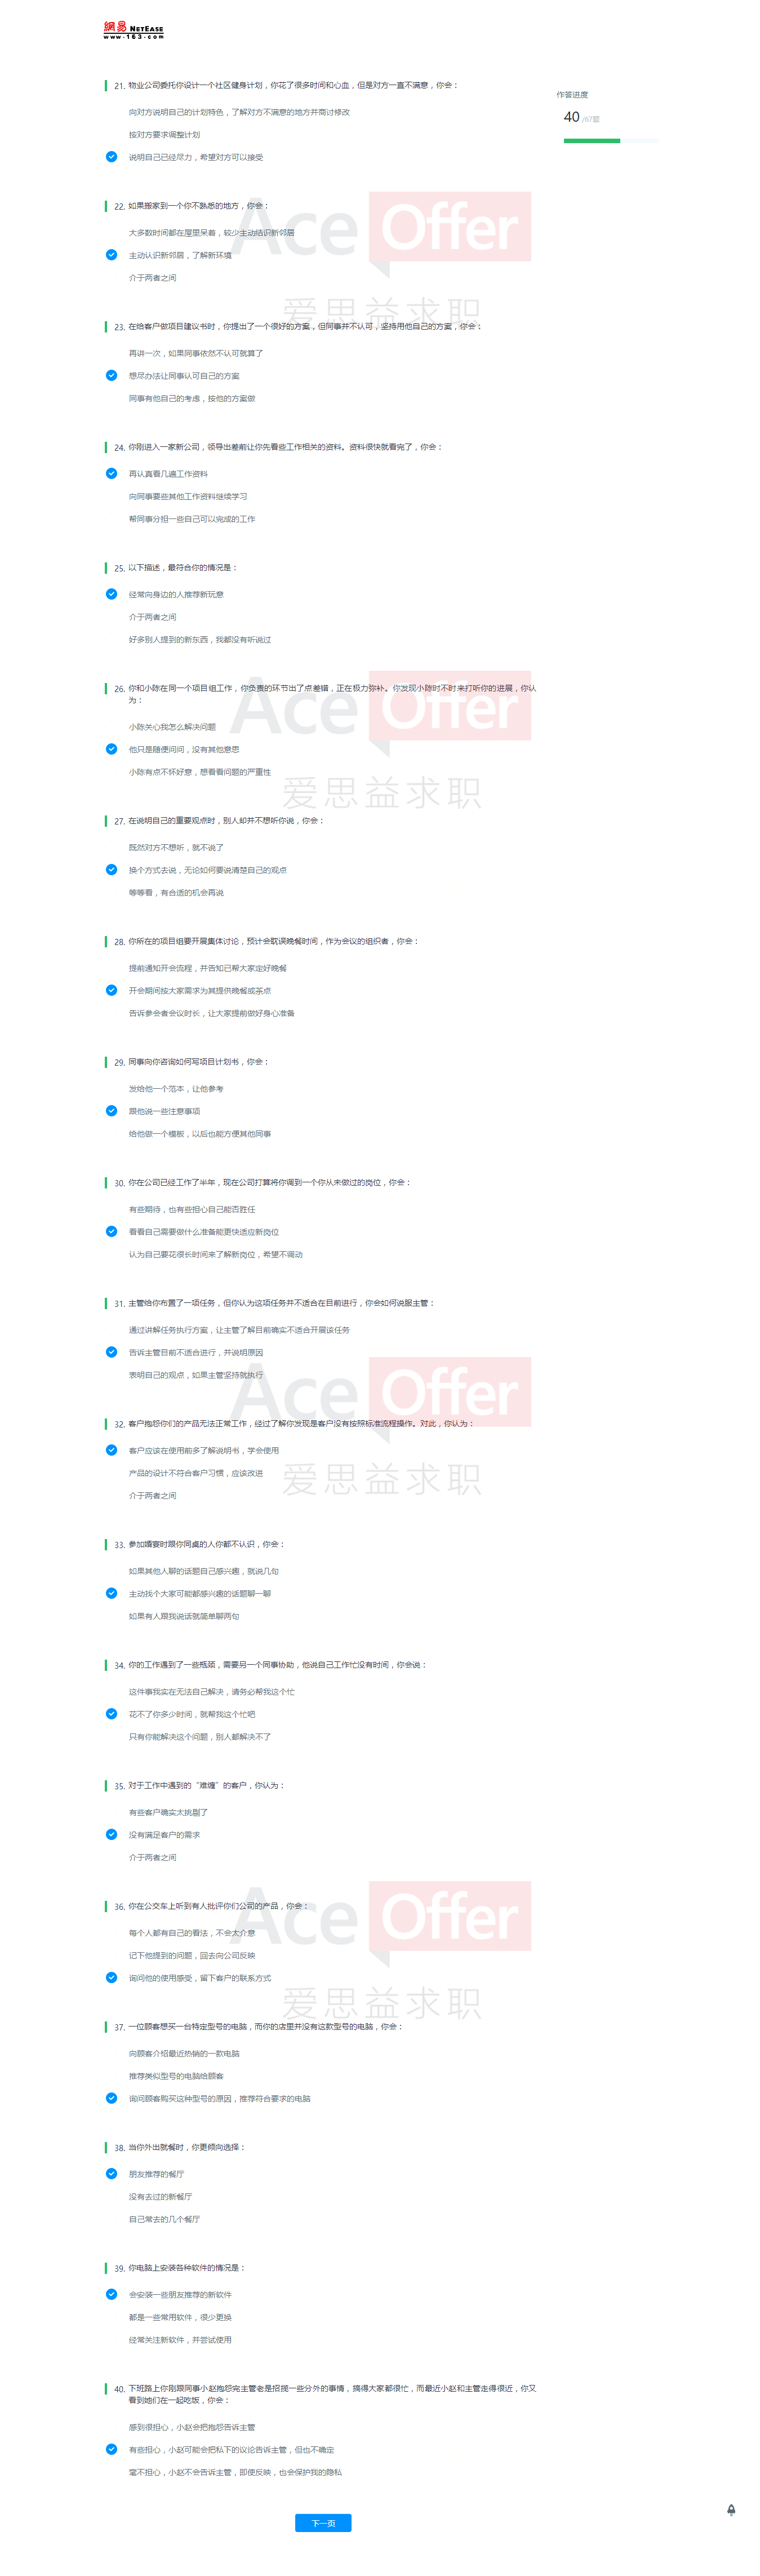 網易 NETEASE
www.163.com
21. 物业公司委托你设计一个社区健身计划，你花了很多时间和心血，但是对方一直不满意，你会：
作答进度
向对方说明自己的计划特色，了解对方不满意的地方并商讨修改
40 /67题
按对方要求调整计划
说明自己已经尽力，希望对方可以接受
Ace Offer
22. 如果搬家到一个你不熟悉的地方，你会：
大多数时间都在屋里呆着，较少主动结识新邻居
主动认识新邻居，了解新环境
介于两者之间
爱思益求职
23. 在给客户做项目建议书时，你提出了一个很好的方案，但同事并不认可，坚持用他自己的方案，你会：
再讲一次，如果同事依然不认可就算了
想尽办法让同事认可自己的方案
同事有他自己的考虑，按他的方案做
24. 你刚进入一家新公司，领导出差前让你先看些工作相关的资料。资料很快就看完了，你会：
再认真看几遍工作资料
向同事要些其他工作资料继续学习
帮同事分担一些自己可以完成的工作
25. 以下描述，最符合你的情况是：
经常向身边的人推荐新玩意
介于两者之间
好多别人提到的新东西，我都没有听说过
Ace Offer
26. 你和小陈在同一个项目组工作，你负责的环节出了点差错，正在极力弥补。你发现小陈时不时来打听你的进展，你认
为：
小陈关心我怎么解决问题
他只是随便问问，没有其他意思
小陈有点不怀好意，想看看问题的严重性
爱思益求职
27. 在说明自己的重要观点时，别人却并不想听你说，你会：
既然对方不想听，就不说了
换个方式去说，无论如何要说清楚自己的观点
等等看，有合适的机会再说
28. 你所在的项目组要开展集体讨论，预计会耽误晚餐时间，作为会议的组织者，你会：
提前通知开会流程，并告知已帮大家定好晚餐
开会期间按大家需求为其提供晚餐或茶点
告诉参会者会议时长，让大家提前做好身心准备
29. 同事向你咨询如何写项目计划书，你会：
发给他一个范本，让他参考
跟他说一些注意事项
给他做一个模板，以后也能方便其他同事
30. 你在公司已经工作了半年，现在公司打算将你调到一个你从未做过的岗位，你会：
有些期待，也有些担心自己能否胜任
看看自己需要做什么准备能更快适应新岗位
认为自己要花很长时间来了解新岗位，希望不调动
31. 主管给你布置了一项任务，但你认为这项任务并不适合在目前进行，你会如何说服主管：
通过讲解任务执行方案，让主管了解目前确实不适合开展该任务
告诉主管目前不适合进行，并说明原因
表明自己的观点，如果主管坚持就执行
Ace Offer
32. 客户抱怨你们的产品无法正常工作，经过了解你发现是客户没有按照标准流程操作。对此，你认为：
客户应该在使用前多了解说明书，学会使用
产品的设计不符合客户习惯，应该改进
介于两者之间
爱思益求职
33. 参加婚宴时跟你同桌的人你都不认识，你会：
如果其他人聊的话题自己感兴趣，就说几句
主动找个大家可能都感兴趣的话题聊一聊
如果有人跟我说话就简单聊两句
34. 你的工作遇到了一些瓶颈，需要另一个同事协助，他说自己工作忙没有时间，你会说：
这件事我实在无法自己解决，请务必帮我这个忙
花不了你多少时间，就帮我这个忙吧
只有你能解决这个问题，别人都解决不了
35. 对于工作中遇到的“难缠”的客户，你认为：
有些客户确实太挑剔了
没有满足客户的需求
介于两者之间
Ace Offer
36. 你在公交车上听到有人批评你们公司的产品，你会：
每个人都有自己的看法，不会太介意
记下他提到的问题，回去向公司反映
询问他的使用感受，留下客户的联系方式
爱思益求职
37. 一位顾客想买一台特定型号的电脑，而你的店里并没有这款型号的电脑，你会：
向顾客介绍最近热销的一款电脑
推荐类似型号的电脑给顾客
询问顾客购买这种型号的原因，推荐符合要求的电脑
38. 当你外出就餐时，你更倾向选择：
朋友推荐的餐厅
没有去过的新餐厅
自己常去的几个餐厅
39. 你电脑上安装各种软件的情况是：
会安装一些朋友推荐的新软件
都是一些常用软件，很少更换
经常关注新软件，并尝试使用
40. 下班路上你刚跟同事小赵抱怨完主管老是招揽一些分外的事情，搞得大家都很忙，而最近小赵和主管走得很近，你又
看到她们在一起吃饭，你会：
感到很担心，小赵会把抱怨告诉主管
有些担心，小赵可能会把私下的议论告诉主管，但也不确定
毫不担心，小赵不会告诉主管，即使反映，也会保护我的隐私
下一页